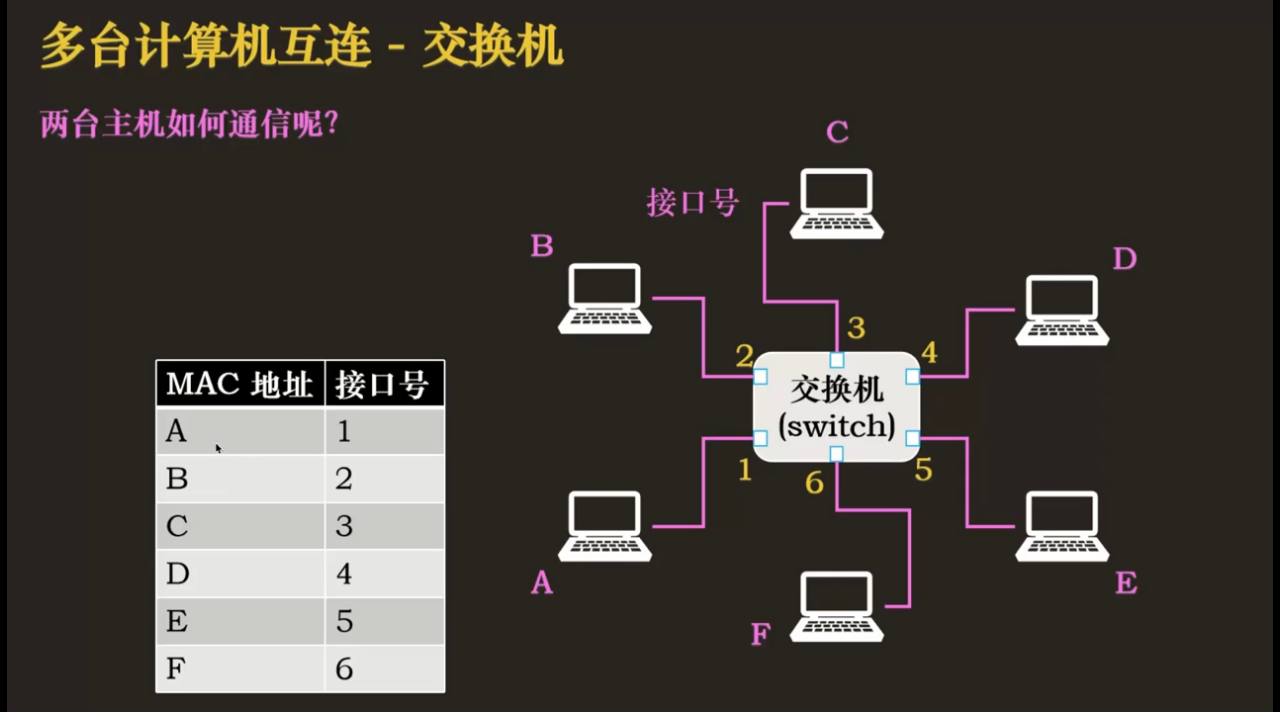 多台计算机互连 - 交换机
两台主机如何通信呢？
C
接口号
B
D
3
2
4
交换机
(switch)
1
6
5
A
E
F
MAC 地址 接口号
A 1
B 2
C 3
D 4
E 5
F 6